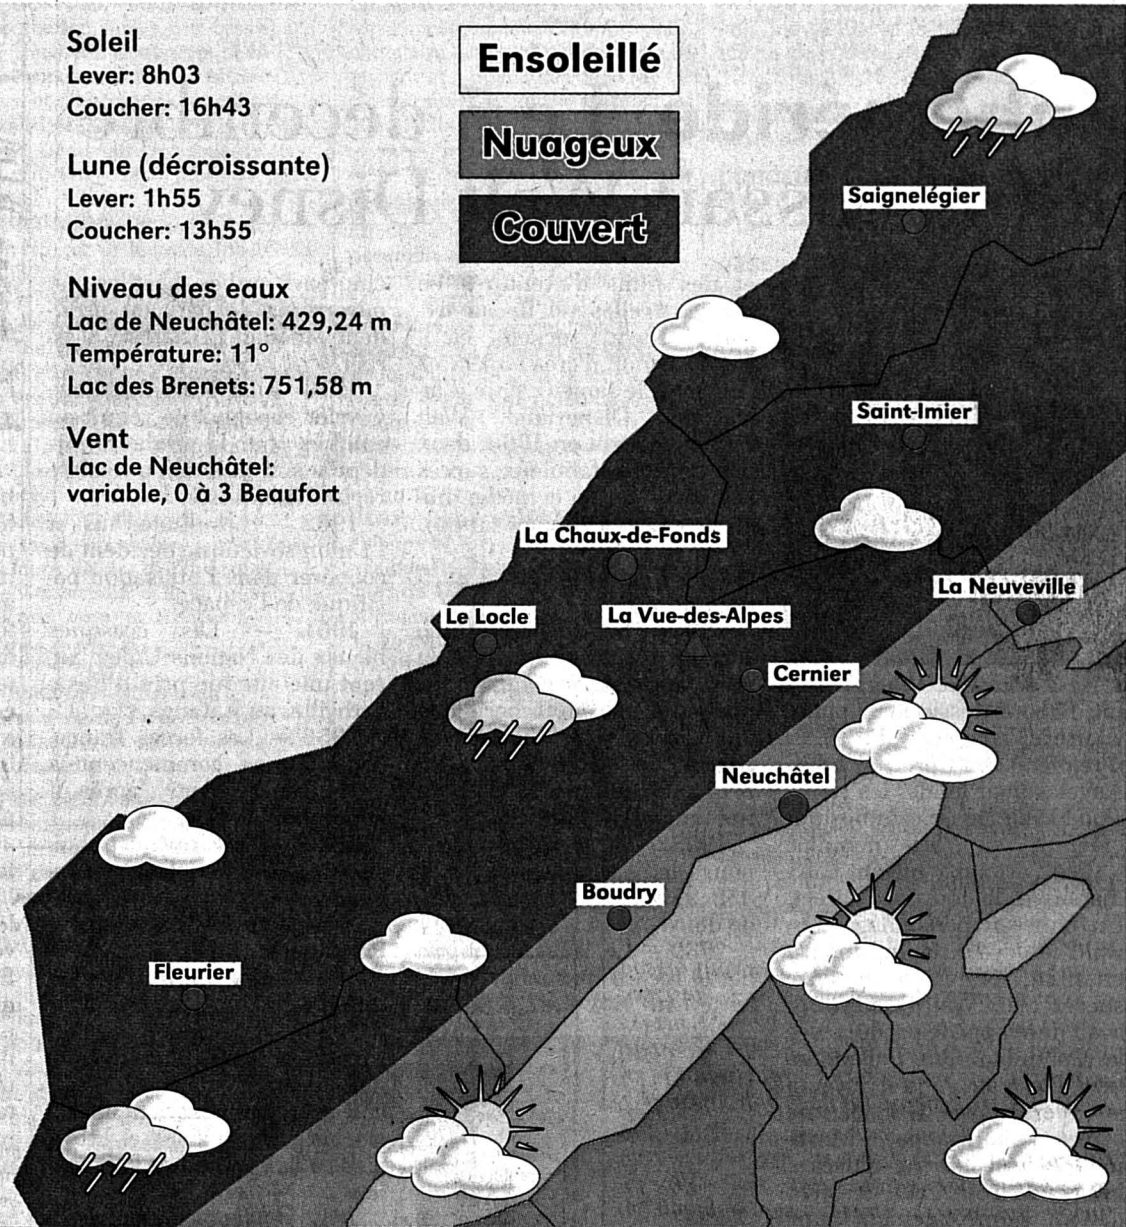 Soleil
Lever: 8h03
Coucher: 16h43
Lune (décroissante)
Lever: 1h55
Coucher: 13h55
Niveau des eaux
Lac de Neuchâtel: 429,24 m
Température: 11°
Lac des Brenets: 751,58 m
Vent
Lac de Neuchâtel:
variable, 0 à 3 Beaufort
Ensoleillé
Nuageux
Couvert
Saignelégier
Saint-Imier
La Chaux-de-Fonds
La Neuveville
Le Locle
La Vue-des-Alpes
Cernier
Neuchâtel
Boudry
Fleurier